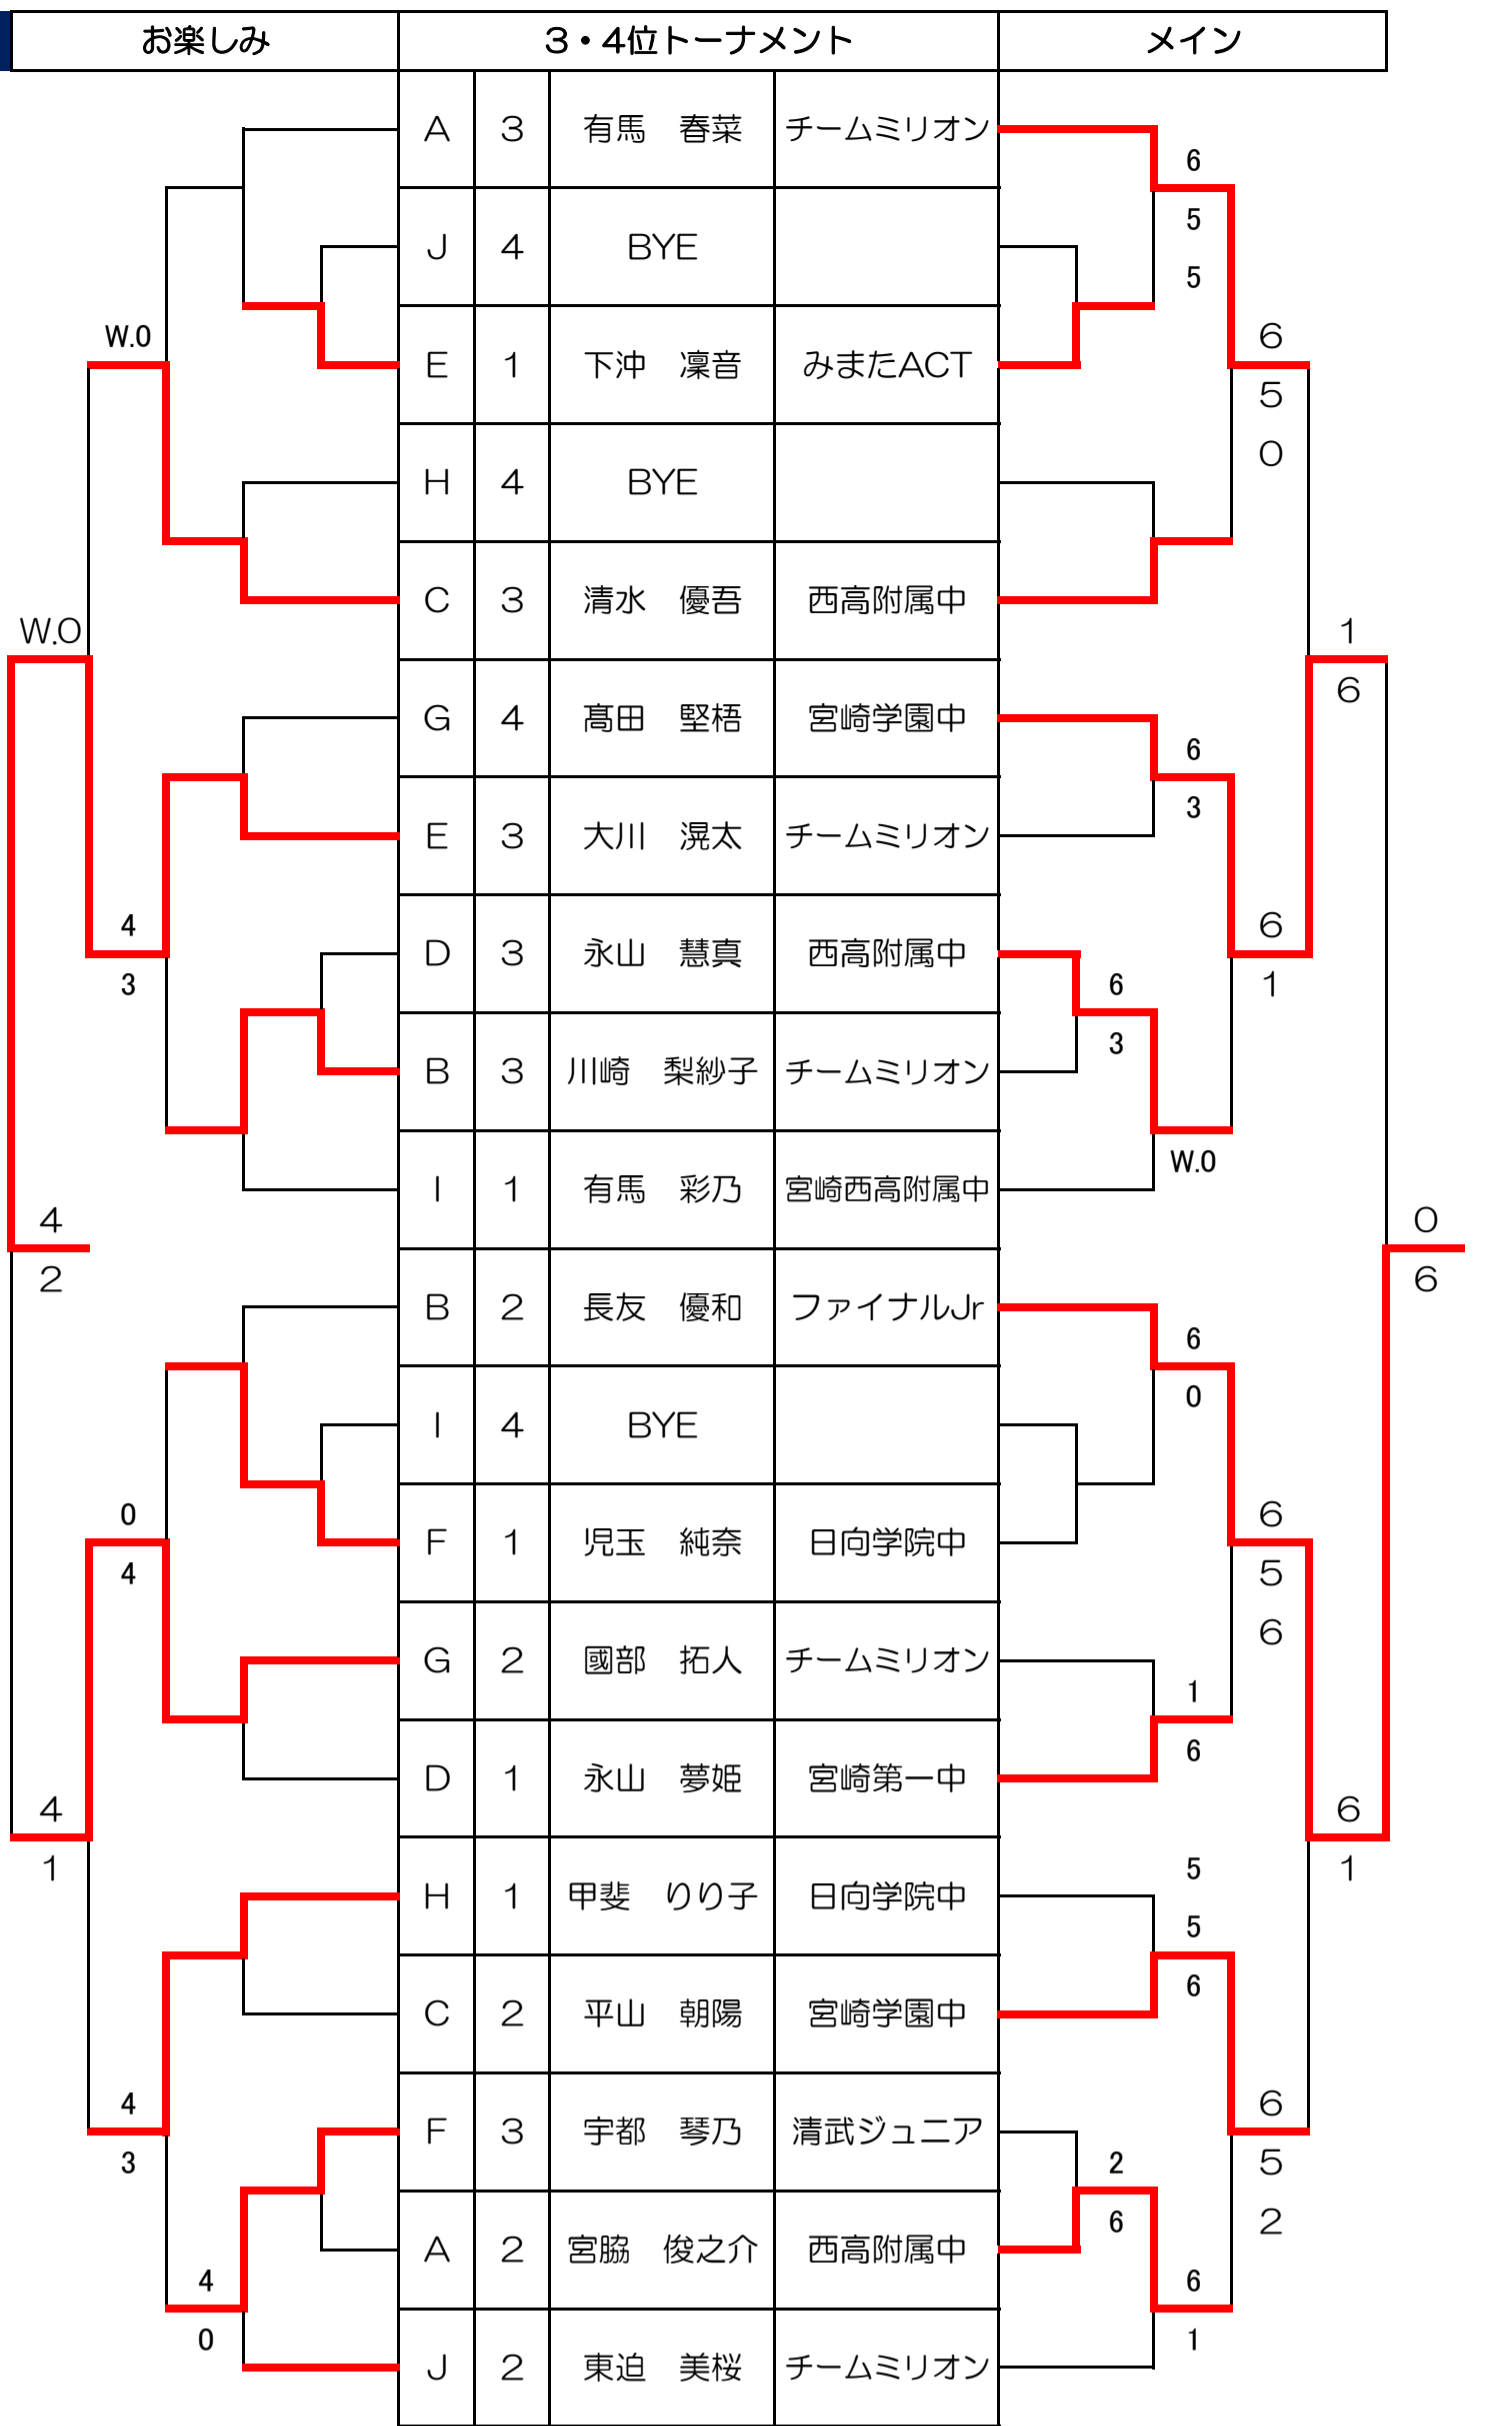 お楽しみ ３・４位トーナメント メイン
A 3 有馬　春菜 チームミリオン
6
5
J 4 BYE
5
W.0
6
E 1 下沖　凜音 みまたACT
5
0
H 4 BYE
C 3 清水　優吾 西高附属中
W.O
1
6
G 4 髙田　堅梧 宮崎学園中
6
3
E 3 大川　滉太 チームミリオン
4
6
D 3 永山　慧真 西高附属中
3
6
1
3
B 3 川崎　梨紗子 チームミリオン
W.0
I 1 有馬　彩乃 宮崎西高附属中
4
0
2
6
B 2 長友　優和 ファイナルJr
6
0
I 4 BYE
0
6
F 1 児玉　純奈 日向学院中
4
5
6
G 2 國部　拓人 チームミリオン
1
6
D 1 永山　夢姫 宮崎第一中
4
6
1
5
1
H 1 甲斐　りり子 日向学院中
5
6
C 2 平山　朝陽 宮崎学園中
4
6
F 3 宇都　琴乃 清武ジュニア
3
2
5
6
2
A 2 宮脇　俊之介 西高附属中
4
6
0
1
J 2 東迫　美桜 チームミリオン